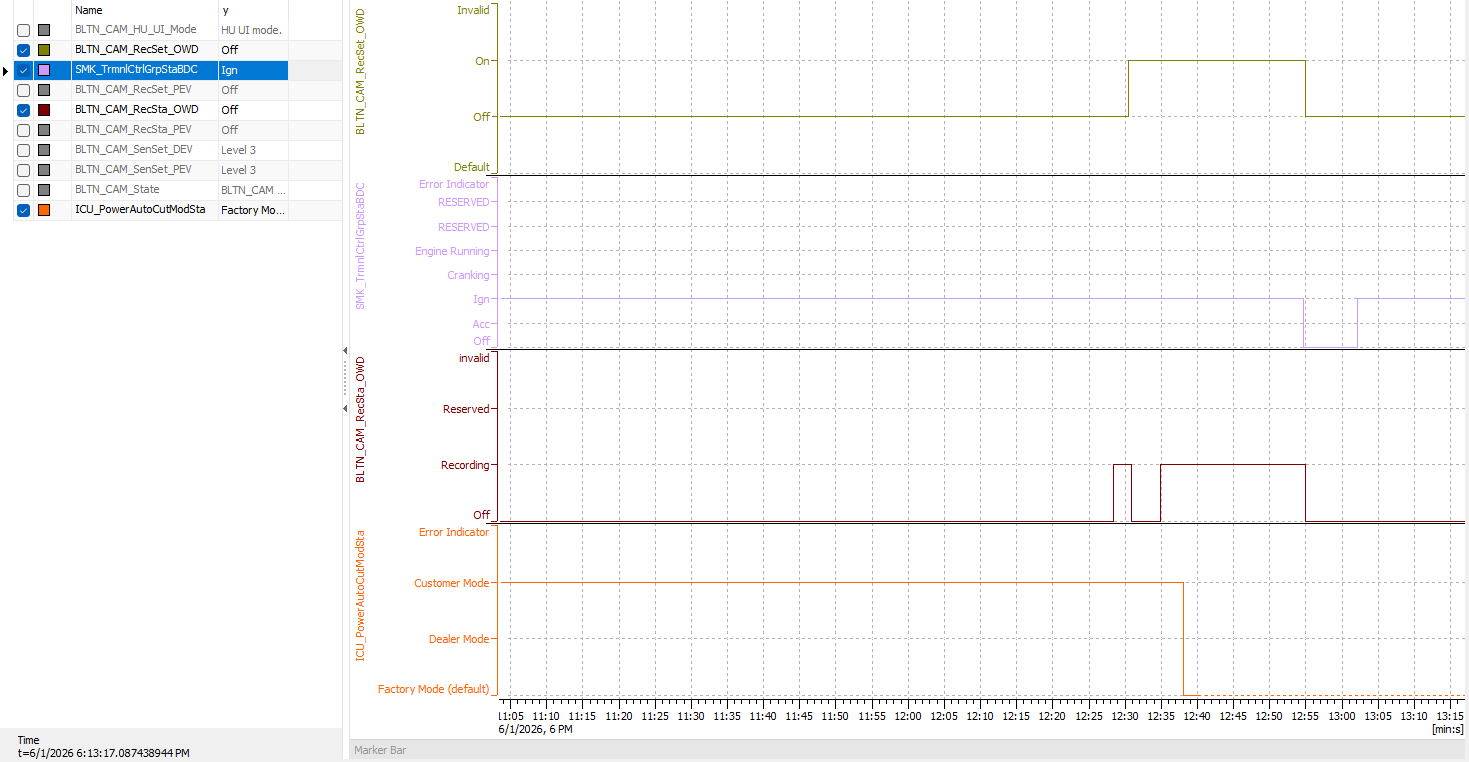 Name y
BLTN_CAM_HU_UI_Mode HU UI mode.
BLTN_CAM_RecSet_OWD Off
SMK_TrmnlCtrlGrpStaBDC Ign
BLTN_CAM_RecSet_PEV Off
BLTN_CAM_RecSta_OWD Off
BLTN_CAM_RecSta_PEV Off
BLTN_CAM_SenSet_DEV Level 3
BLTN_CAM_SenSet_PEV Level 3
BLTN_CAM_State BLTN_CAM ...
ICU_PowerAutoCutModSta Factory Mo...
Time
t=6/1/2026 6:13:17.087438944 PM
BLTN_CAM_RecSet_OWD
Invalid
On
Off
Default
SMK_TrmnlCtrlGrpStaBDC
Error Indicator
RESERVED
RESERVED
Engine Running
Cranking
Ign
Acc
Off
BLTN_CAM_RecSta_OWD
invalid
Reserved
Recording
Off
ICU_PowerAutoCutModSta
Error Indicator
Customer Mode
Dealer Mode
Factory Mode (default)
11:05 11:10 11:15 11:20 11:25 11:30 11:35 11:40 11:45 11:50 11:55 12:00 12:05 12:10 12:15 12:20 12:25 12:30 12:35 12:40 12:45 12:50 12:55 13:00 13:05 13:10 13:15
6/1/2026, 6 PM [min:s]
Marker Bar